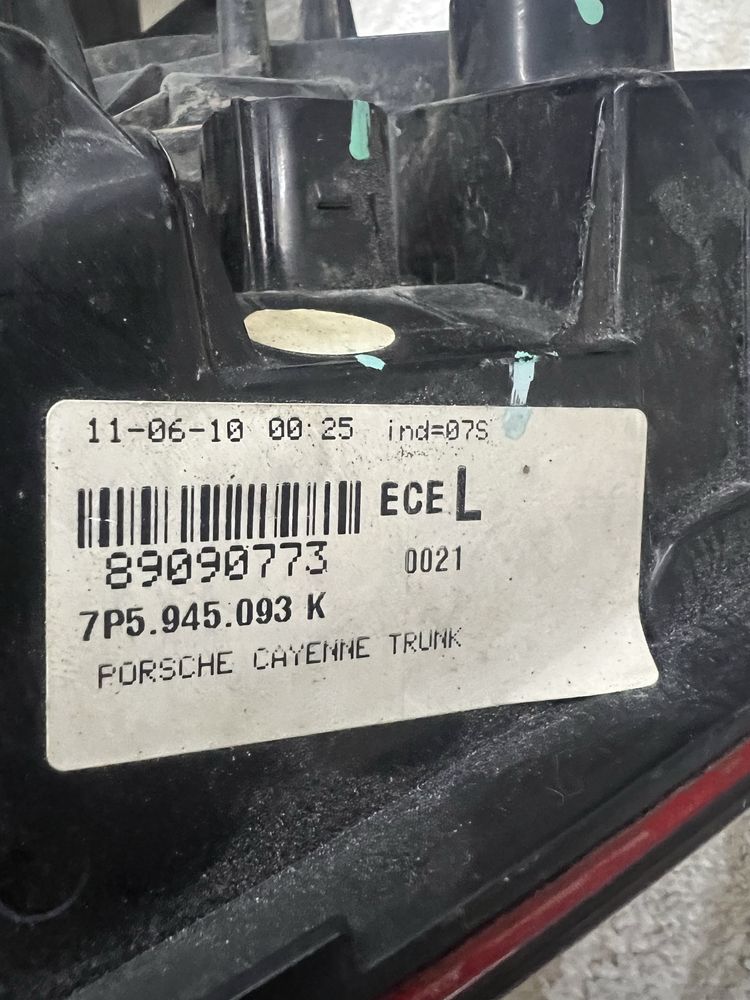 11-06-10 00:25 ind=07S
ECE L
89090773 0021
7P5.945.093 K
PORSCHE CAYENNE TRUNK